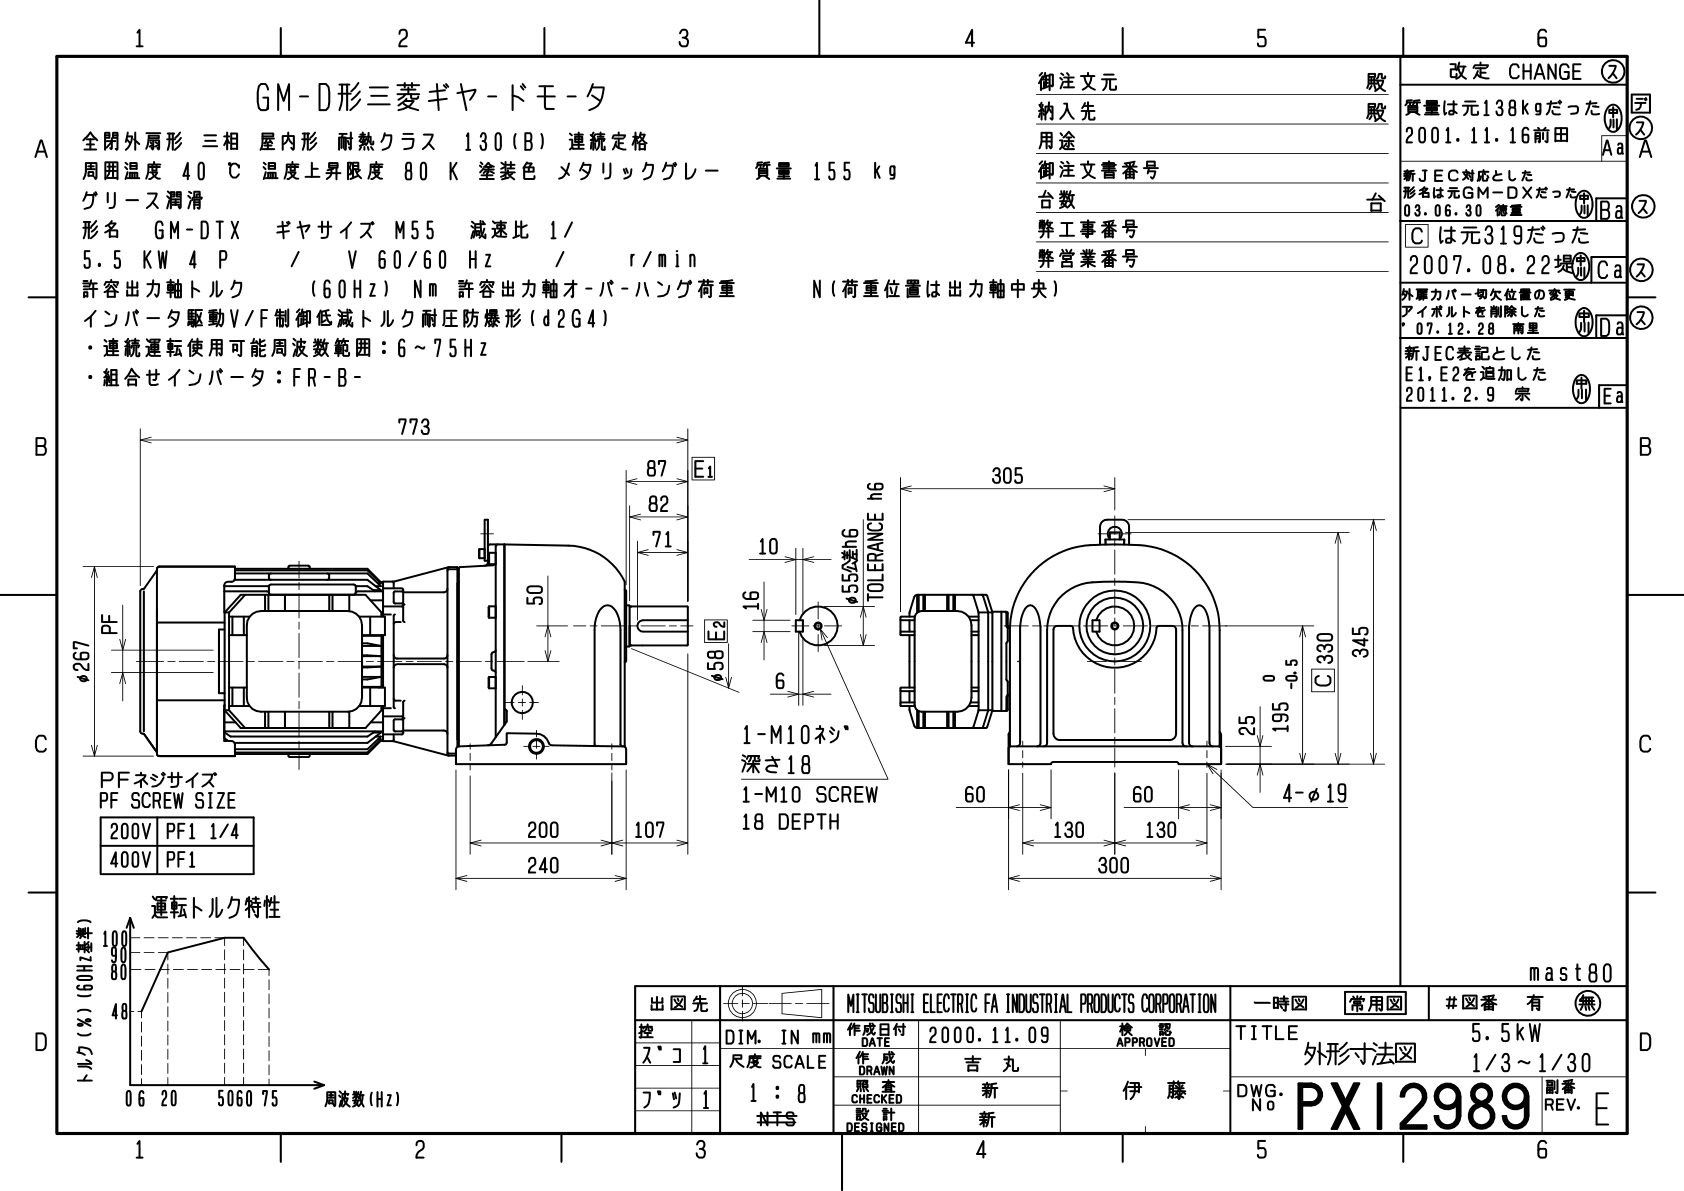 1 2 3 4 5 6
GM-D形三菱ギヤードモータ
全閉外扇形 三相 屋内形 耐熱クラス 130(B) 連続定格
周囲温度 40 ℃ 温度上昇限度 80 K 塗装色 メタリックグレー 質量 155 kg
グリース潤滑
形名 GM-DTX ギヤサイズ M55 減速比 1/
5.5 KW 4 P / V 60/60 Hz / r/min
許容出力軸トルク (60Hz) Nm 許容出力軸オ-バ-ハング荷重 N(荷重位置は出力軸中央)
インバータ駆動V/F制御低減トルク耐圧防爆形(d2G4)
・連続運転使用可能周波数範囲：6～75Hz
・組合せインバータ：FR-B-
御注文元 殿
納入先 殿
用途
御注文書番号
台数 台
弊工事番号
弊営業番号
改定 CHANGE ス
質量は元138kgだった 中川
2001.11.16前田 Aa
デ
ス
新JEC対応とした
形名は元GM-DXだった 中川
03.06.30 徳重 Ba ス
C は元319だった
2007.08.22堤 中川 Ca ス
外扇カバー切欠位置の変更
アイボルトを削除した
'07.12.28 南里 中川 Da ス
新JEC表記とした
E1,E2を追加した
2011.2.9 宗 中川 Ea
A
B
C
D
A
B
C
D
773
87 E1
82
71
50
PF
φ267
φ58 E2
10
16
6
φ55公差h6
TOLERANCE h6
1-M10ネジ
深さ18
1-M10 SCREW
18 DEPTH
200 107
240
305
345
C 330
195 0 -0.5
25
60 60
4-φ19
130 130
300
PFネジサイズ
PF SCREW SIZE
200V PF1 1/4
400V PF1
運転トルク特性
トルク(%)(60Hz基準)
100
90
80
48
0 6 20 50 60 75
周波数(Hz)
mast80
出図先
控
スコ 1
ブツ 1
DIM. IN mm
尺度 SCALE
1 : 8
NTS
MITSUBISHI ELECTRIC FA INDUSTRIAL PRODUCTS CORPORATION
作成日付 DATE 2000.11.09
作成 DRAWN 吉丸
照査 CHECKED 新
設計 DESIGNED 新
検認 APPROVED
伊藤
一時図 常用図 #図番 有 無
TITLE
外形寸法図
5.5kW
1/3～1/30
DWG. No PX12989
副番 REV. E
1 2 3 4 5 6